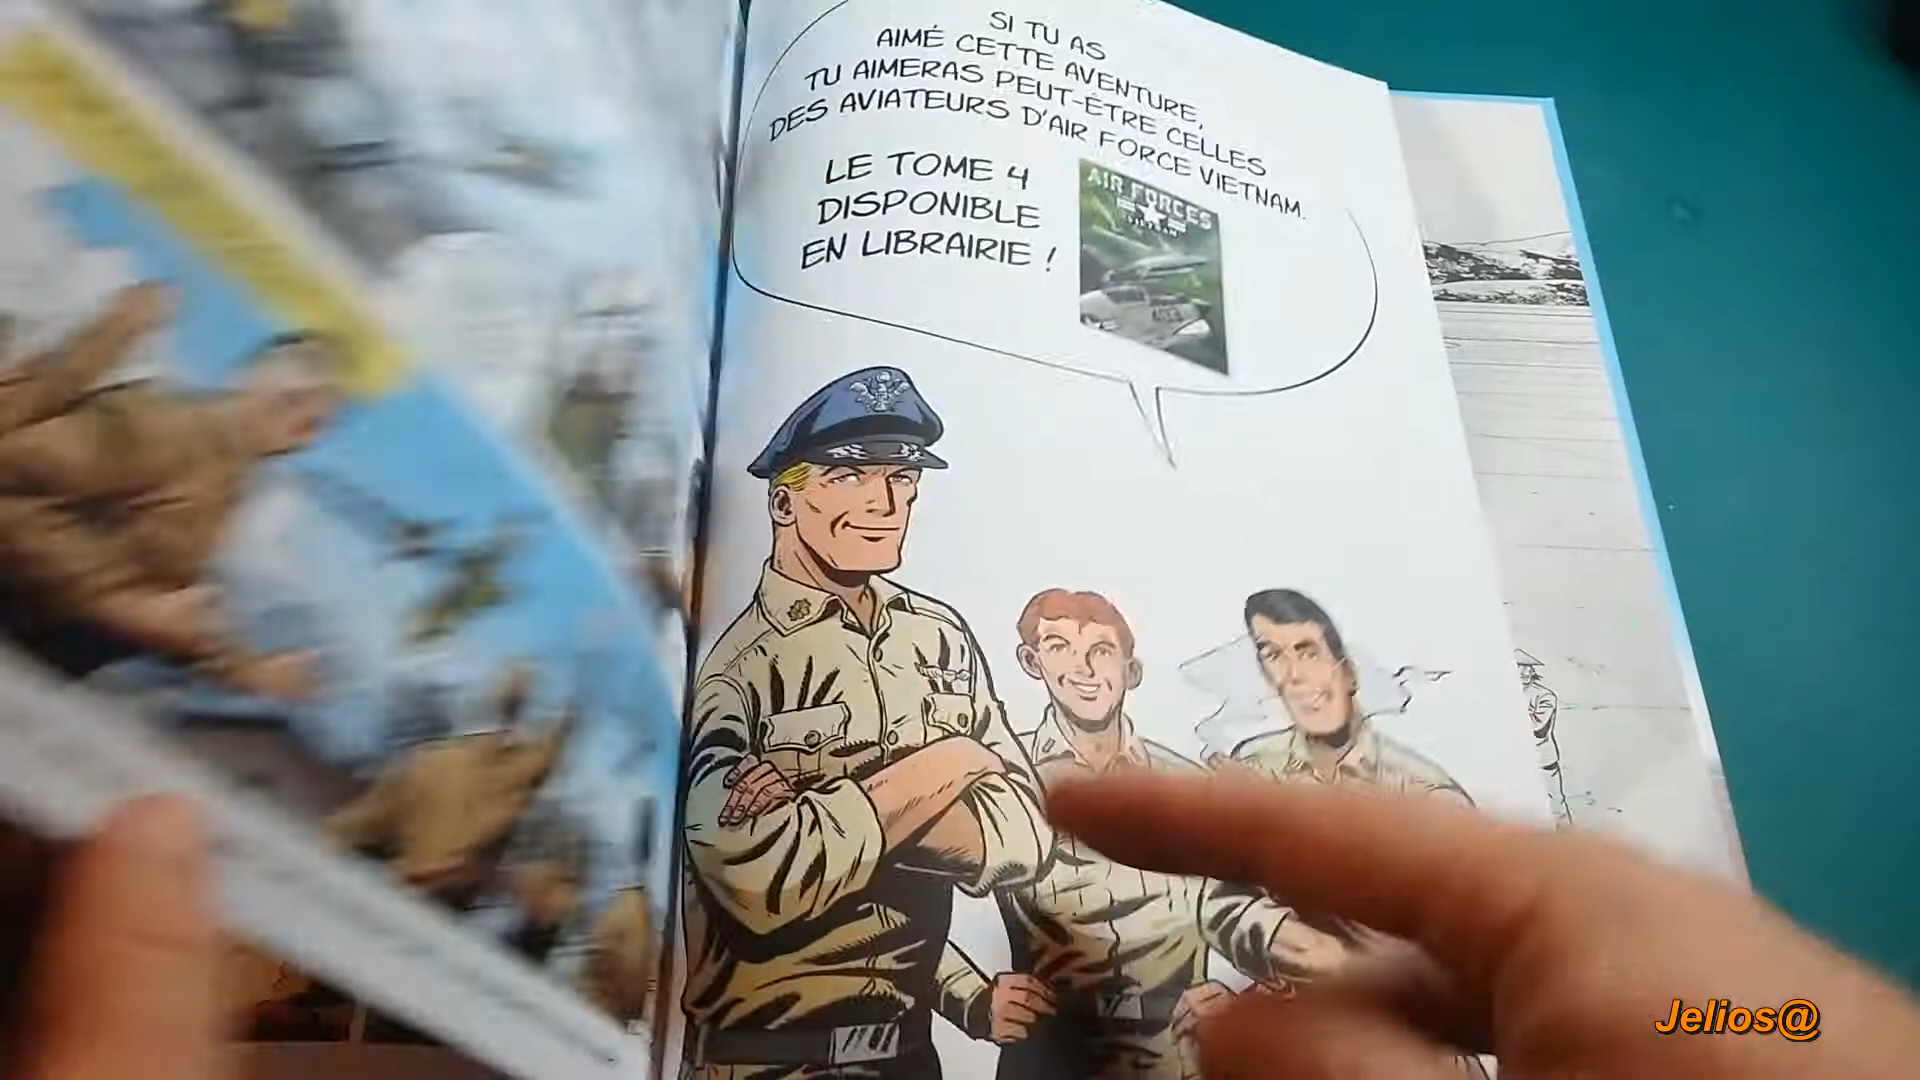 SI TU AS
AIMÉ CETTE AVENTURE,
TU AIMERAS PEUT-ÊTRE CELLES
DES AVIATEURS D'AIR FORCE VIETNAM.
LE TOME 4
DISPONIBLE
EN LIBRAIRIE !
AIR FORCES
VIETNAM
Jelios@